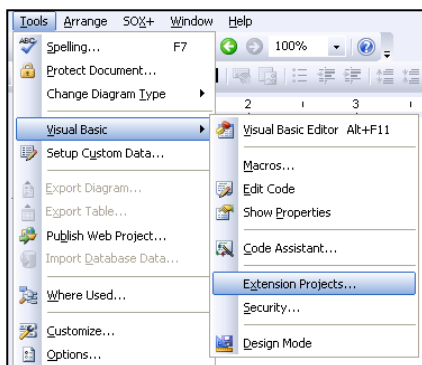 Tools Arrange SOX+ Window Help
ABC Spelling... F7
100%
Protect Document...
Change Diagram Type
2 3
Visual Basic
Visual Basic Editor Alt+F11
Setup Custom Data...
Macros...
Export Diagram...
Edit Code
Export Table...
Show Properties
Publish Web Project...
Import Database Data...
Code Assistant...
Where Used...
Extension Projects...
Security...
Customize...
Options...
Design Mode